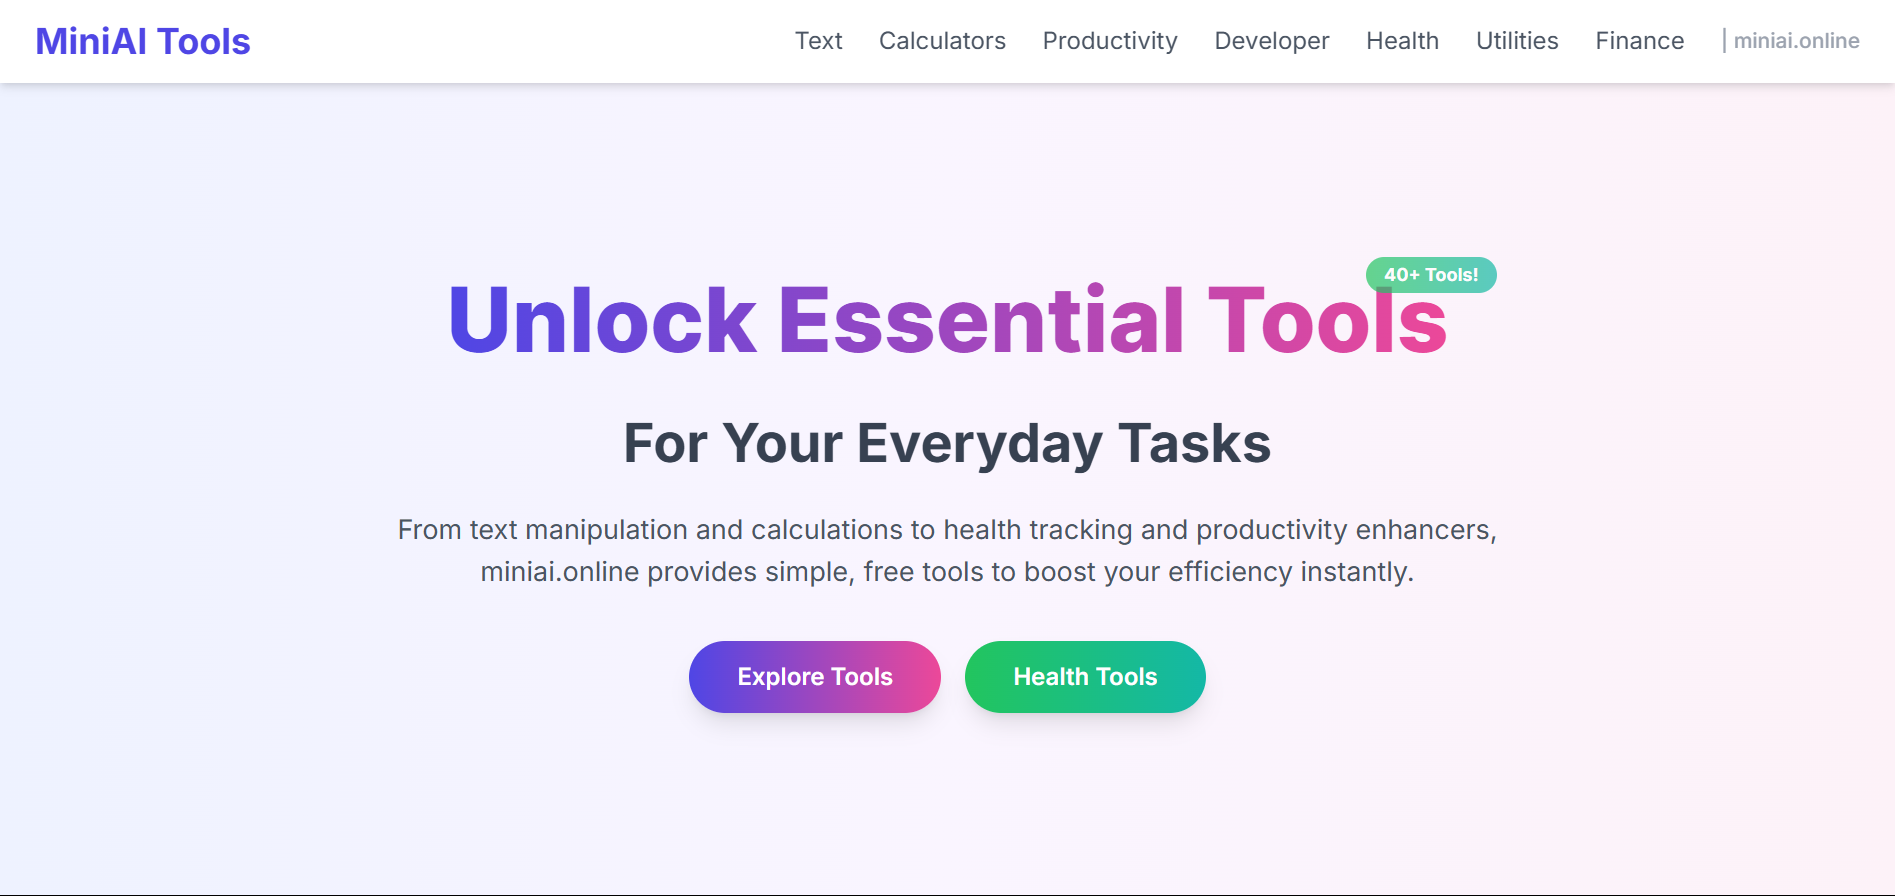 MiniAI Tools
Text
Calculators
Productivity
Developer
Health
Utilities
Finance
| miniai.online
40+ Tools!
Unlock Essential Tools
For Your Everyday Tasks
From text manipulation and calculations to health tracking and productivity enhancers,
miniai.online provides simple, free tools to boost your efficiency instantly.
Explore Tools
Health Tools